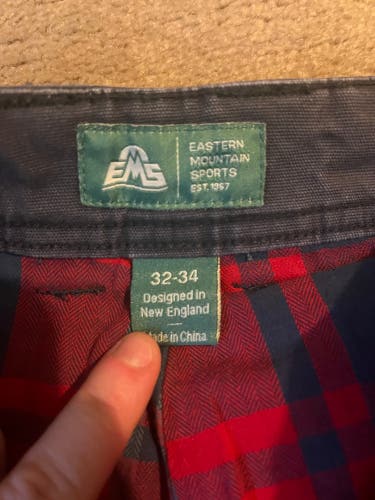 EMS
EASTERN
MOUNTAIN
SPORTS
EST. 1967
32-34
Designed in
New England
Made in China